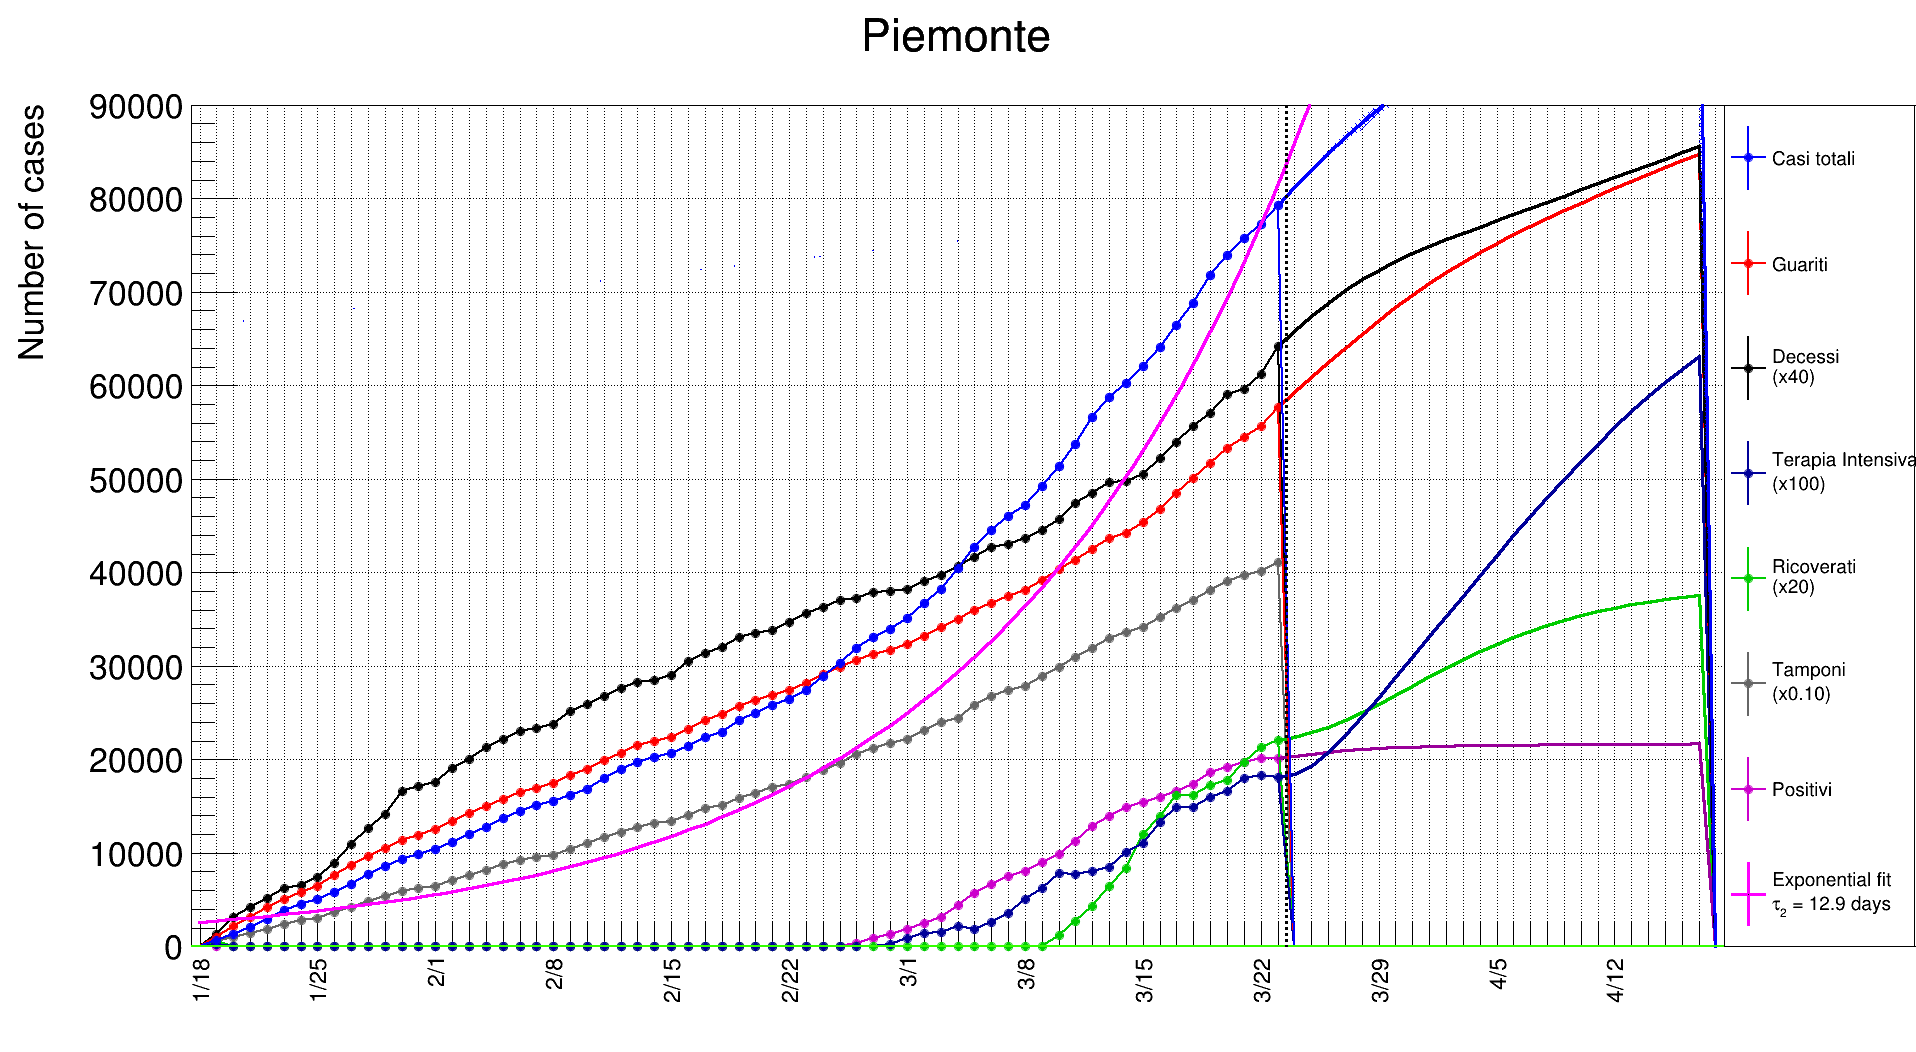 Piemonte
Number of cases
90000
80000
70000
60000
50000
40000
30000
20000
10000
0
1/18
1/25
2/1
2/8
2/15
2/22
3/1
3/8
3/15
3/22
3/29
4/5
4/12
Casi totali
Guariti
Decessi
(x40)
Terapia Intensiva
(x100)
Ricoverati
(x20)
Tamponi
(x0.10)
Positivi
Exponential fit
τ2 = 12.9 days